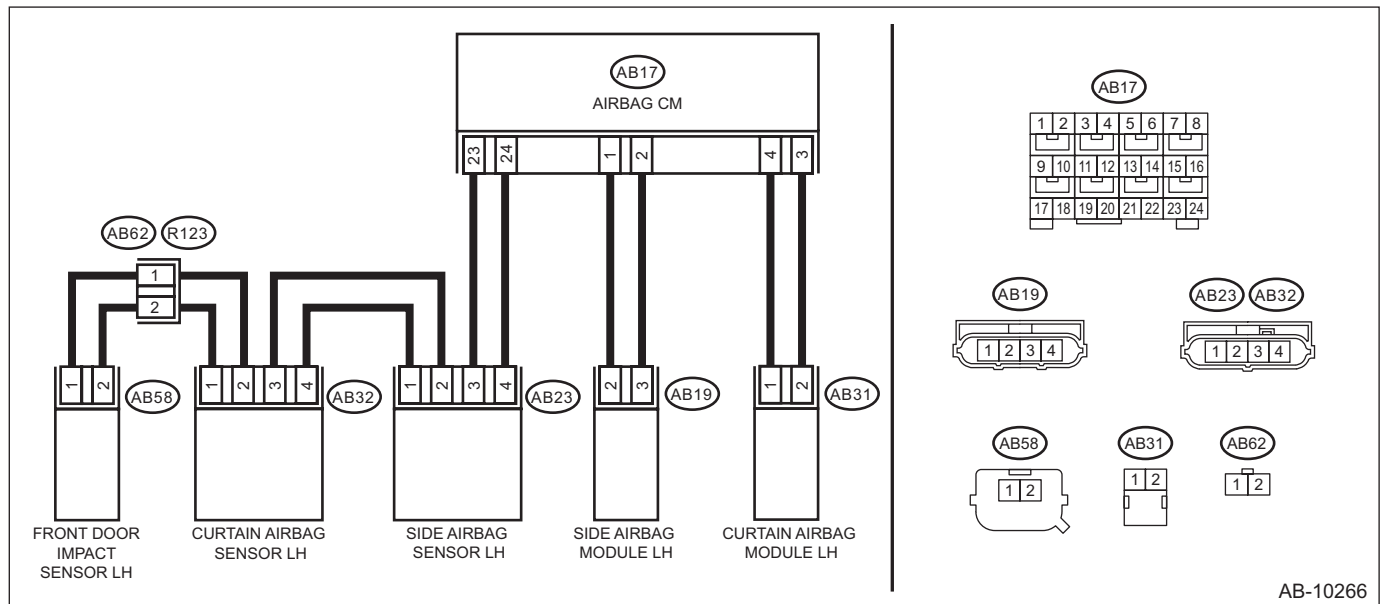 AB17
AIRBAG CM
23 24 1 2 4 3
AB62 R123
1
2
1 2
AB58
1 2 3 4
AB32
1 2 3 4
AB23
2 3
AB19
1 2
AB31
FRONT DOOR
IMPACT
SENSOR LH
CURTAIN AIRBAG
SENSOR LH
SIDE AIRBAG
SENSOR LH
SIDE AIRBAG
MODULE LH
CURTAIN AIRBAG
MODULE LH
AB17
1 2 3 4 5 6 7 8
9 10 11 12 13 14 15 16
17 18 19 20 21 22 23 24
AB19
1 2 3 4
AB23 AB32
1 2 3 4
AB58
1 2
AB31
1 2
AB62
1 2
AB-10266